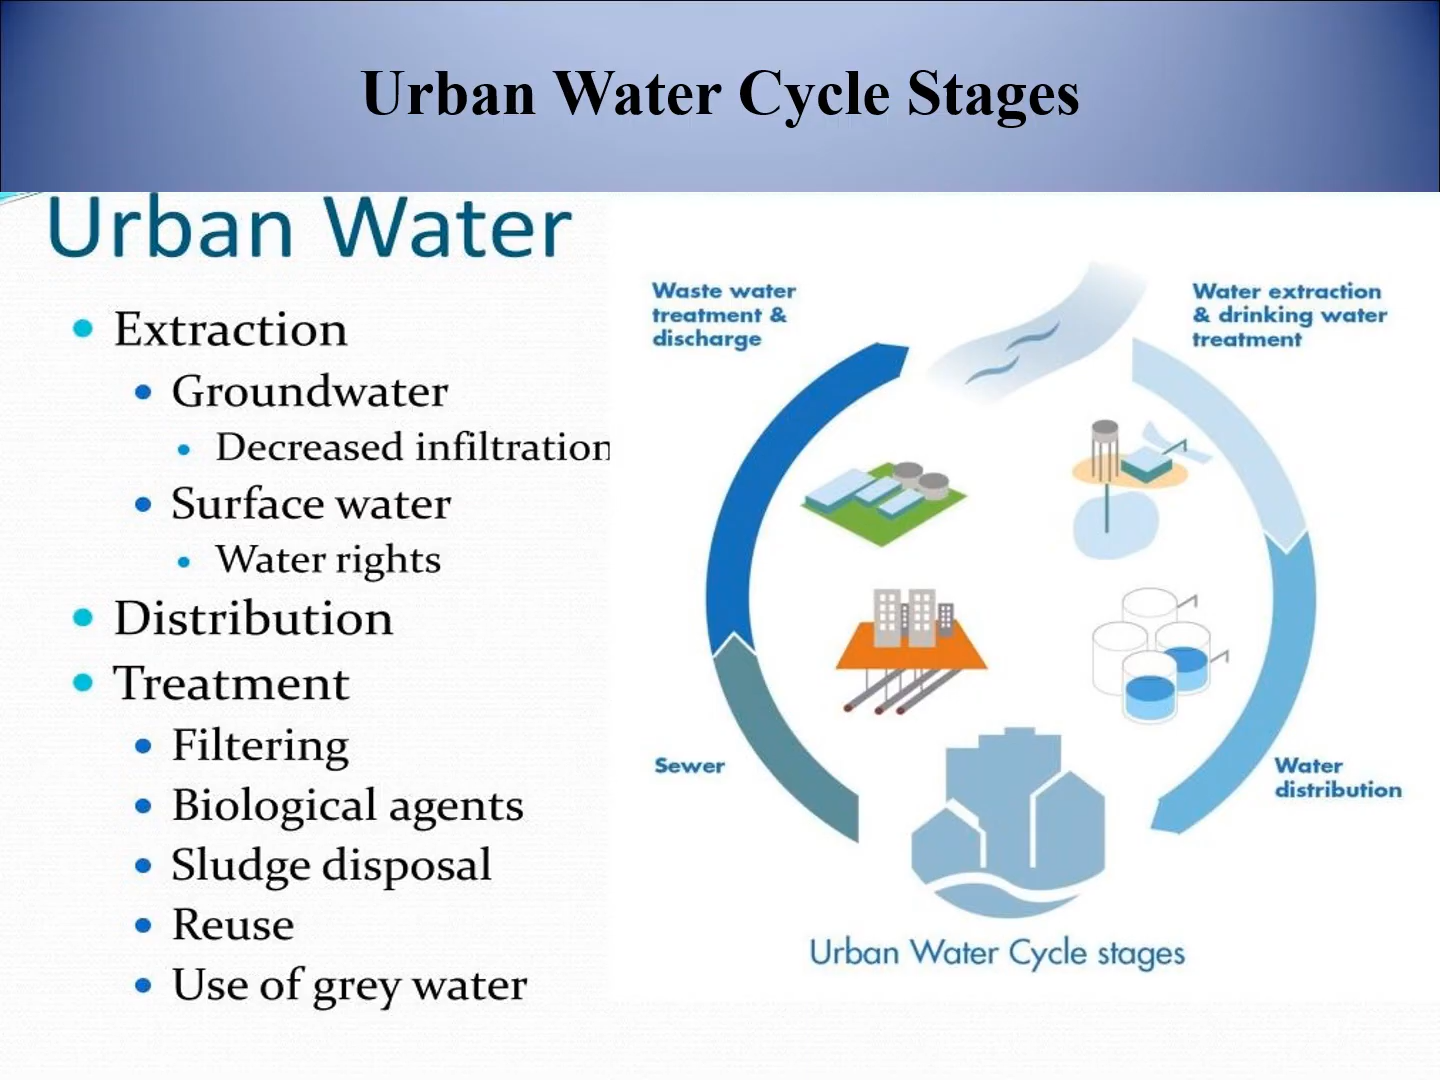 Urban Water Cycle Stages
Urban Water
• Extraction
• Groundwater
• Decreased infiltration
• Surface water
• Water rights
• Distribution
• Treatment
• Filtering
• Biological agents
• Sludge disposal
• Reuse
• Use of grey water
Waste water
treatment &
discharge
Water extraction
& drinking water
treatment
Sewer
Water
distribution
Urban Water Cycle stages